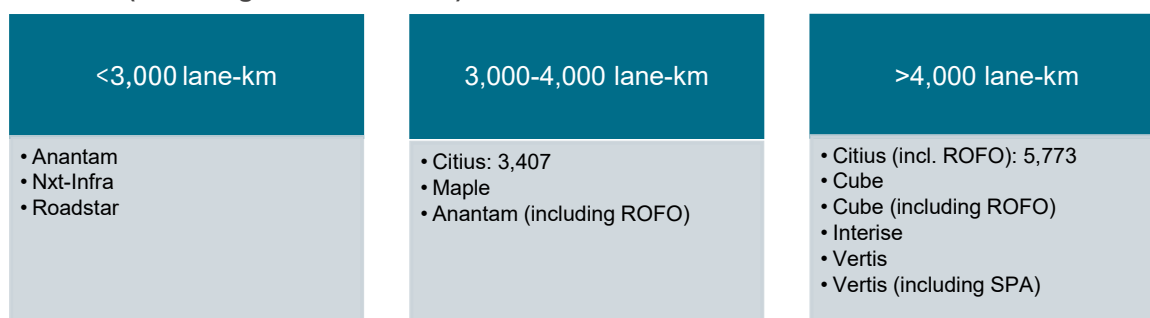 <3,000 lane-km
• Anantam
• Nxt-Infra
• Roadstar
3,000-4,000 lane-km
• Citius: 3,407
• Maple
• Anantam (including ROFO)
>4,000 lane-km
• Citius (incl. ROFO): 5,773
• Cube
• Cube (including ROFO)
• Interise
• Vertis
• Vertis (including SPA)